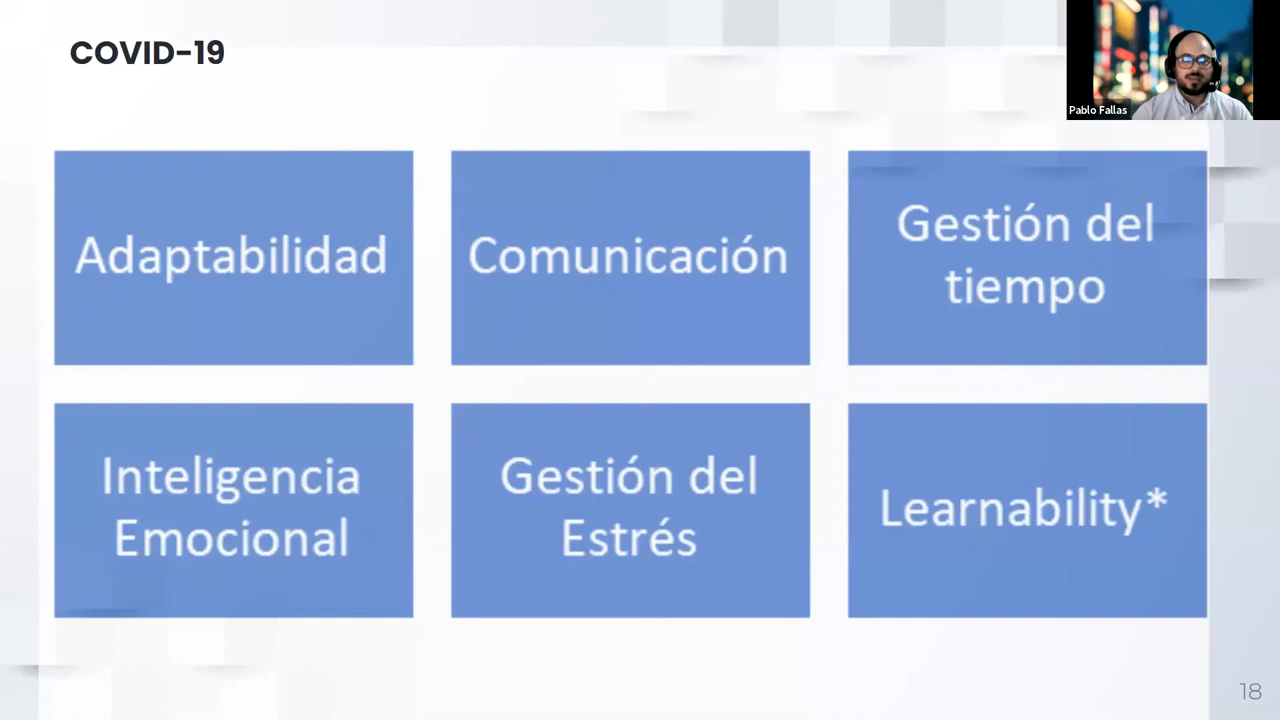 COVID-19
Pablo Fallas
Adaptabilidad
Comunicación
Gestión del
tiempo
Inteligencia
Emocional
Gestión del
Estrés
Learnability*
18